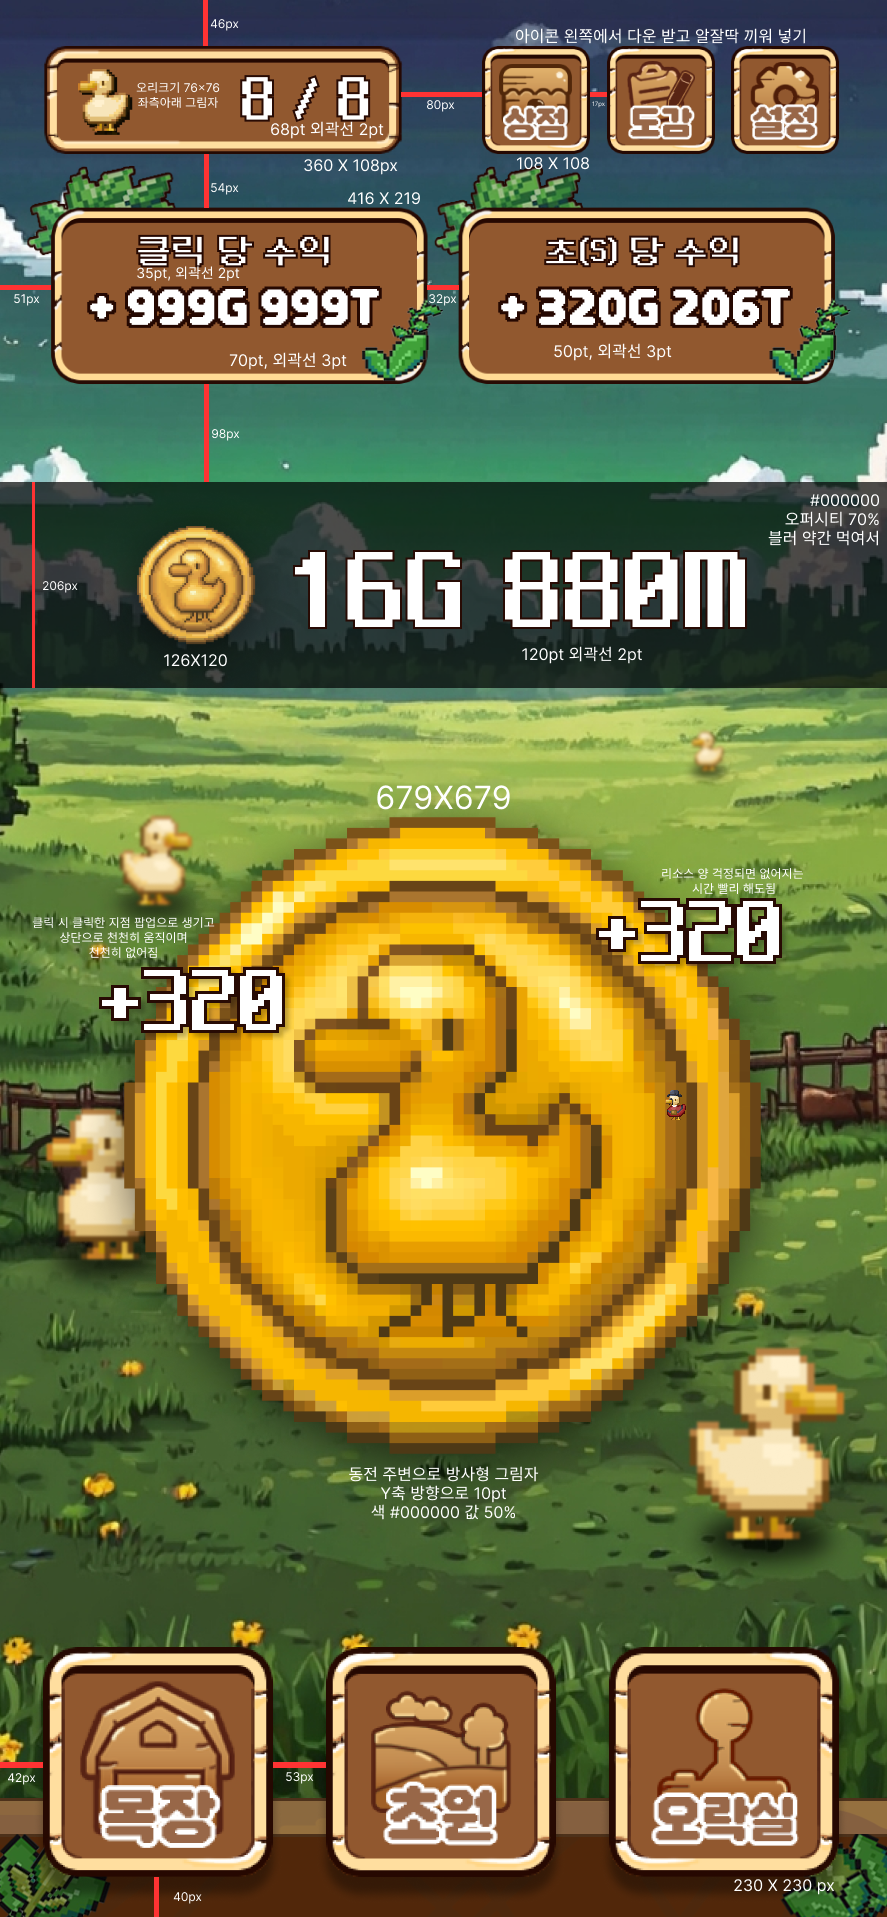 46px
아이콘 왼쪽에서 다운 받고 알잘딱 끼워 넣기
오리크기 76×76
좌측아래 그림자
8 / 8
68pt 외곽선 2pt
80px
17px
상점
도감
설정
360 X 108px
108 X 108
54px
416 X 219
클릭 당 수익
35pt, 외곽선 2pt
+ 999G 999T
70pt, 외곽선 3pt
51px
32px
초(S) 당 수익
+ 320G 206T
50pt, 외곽선 3pt
98px
#000000
오퍼시티 70%
블러 약간 먹여서
206px
16G 880M
126X120
120pt 외곽선 2pt
679X679
리소스 양 걱정되면 없어지는
시간 빨리 해도됨
+320
클릭 시 클릭한 지점 팝업으로 생기고
상단으로 천천히 움직이며
천천히 없어짐
+320
동전 주변으로 방사형 그림자
Y축 방향으로 10pt
색 #000000 값 50%
목장
초원
오락실
42px
53px
230 X 230 px
40px